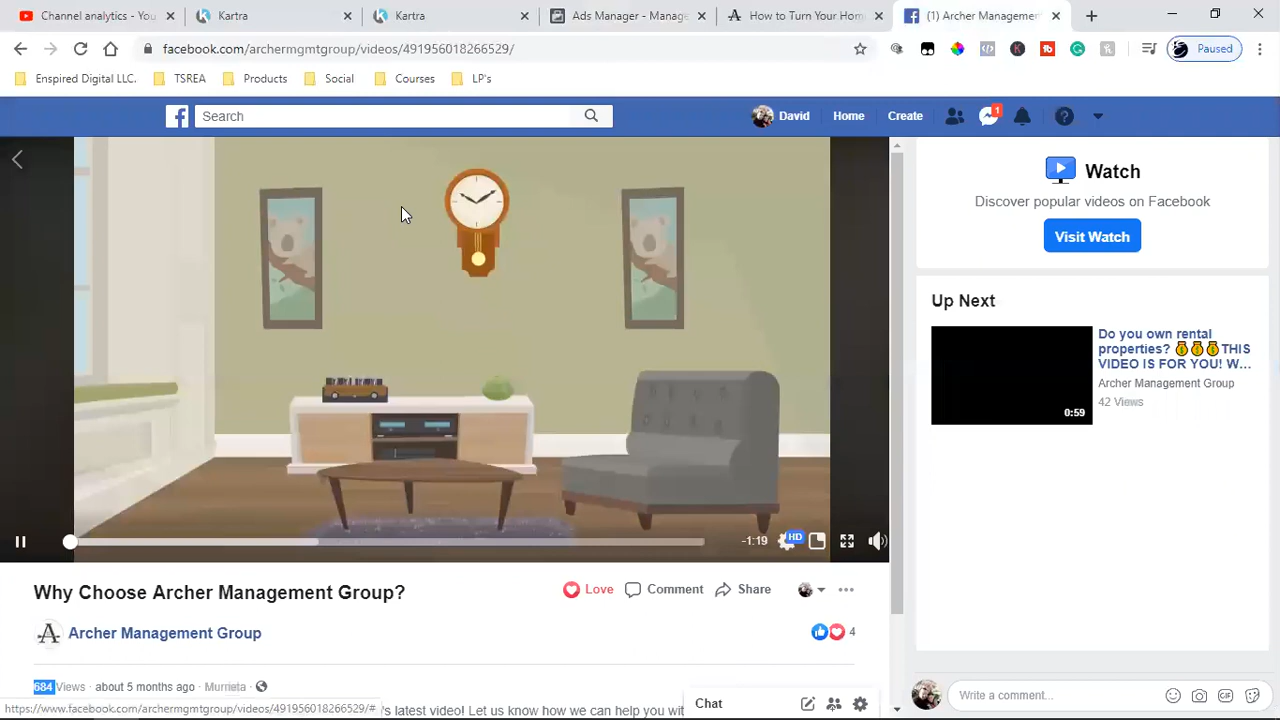 Channel analytics - You
Kartra
Kartra
Ads Manager - Manage
How to Turn Your Hom
(1) Archer Management
facebook.com/archermgmtgroup/videos/491956018266529/
Paused
Enspired Digital LLC.
TSREA
Products
Social
Courses
LP's
Search
David
Home
Create
1
Watch
Discover popular videos on Facebook
Visit Watch
Up Next
Do you own rental
properties? 💰💰💰THIS
VIDEO IS FOR YOU! W...
Archer Management Group
42 Views
0:59
-1:19
HD
Why Choose Archer Management Group?
Love
Comment
Share
Archer Management Group
4
684 Views · about 5 months ago · Murrieta ·
https://www.facebook.com/archermgmtgroup/videos/491956018266529/#
's latest video! Let us know how we can help you wit
Chat
Write a comment...